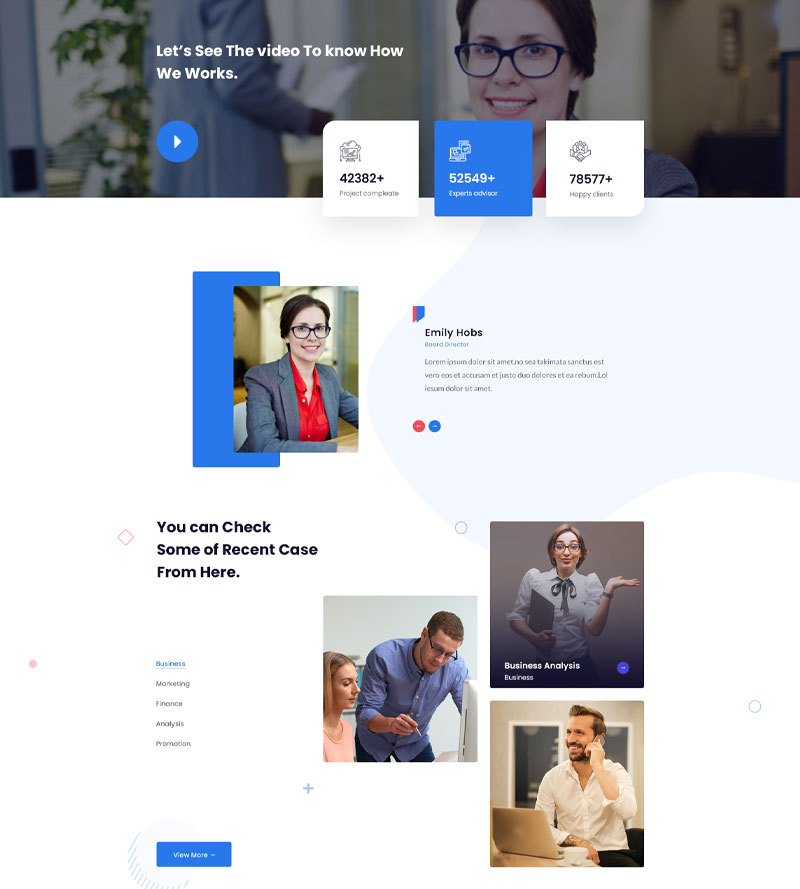 Let's See The video To know How
We Works.
42382+
Project compleate
52549+
Experts advisor
78577+
Happy clients
Emily Hobs
Board Director
Lorem ipsum dolor sit amet,no sea takimata sanctus est
vero eos et accusam et justo duo dolores et ea rebum.Lol
iesum dolor sit amet.
You can Check
Some of Recent Case
From Here.
Business
Marketing
Finance
Analysis
Promotion
Business Analysis
Business
View More →